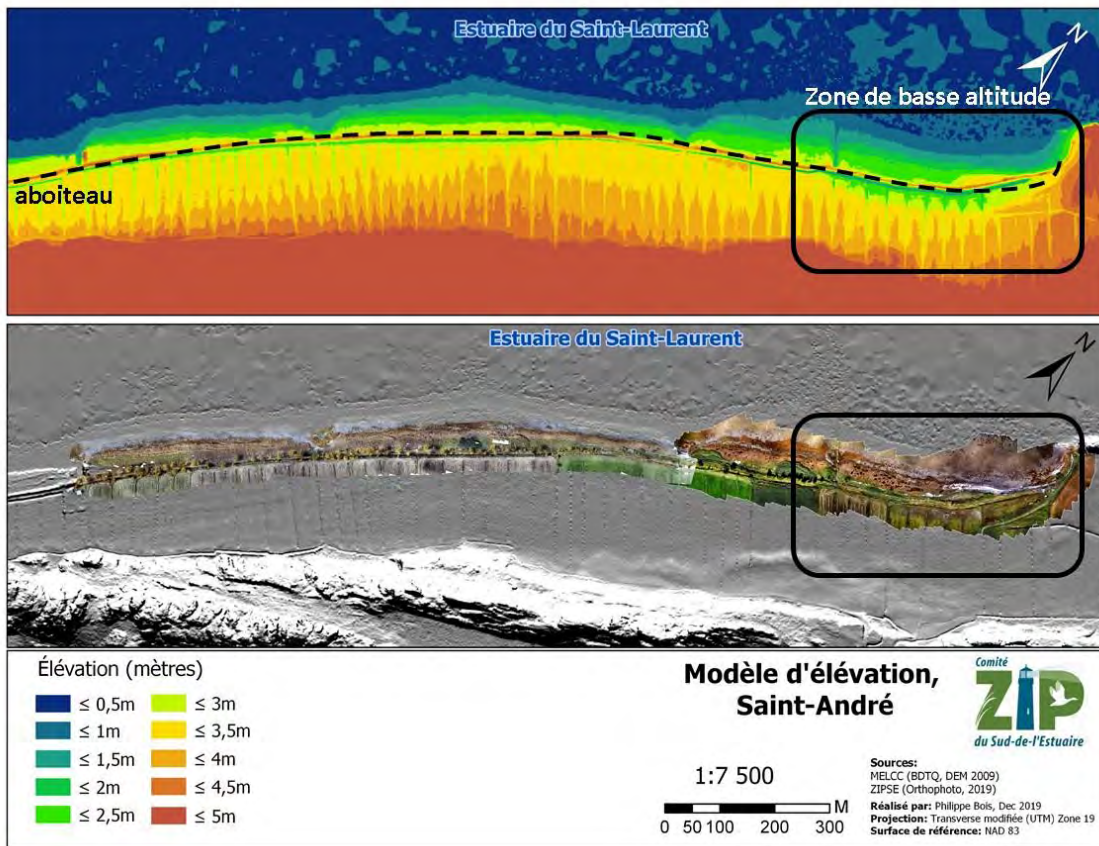 Estuaire du Saint-Laurent
N
Zone de basse altitude
aboiteau
Estuaire du Saint-Laurent
N
Élévation (mètres)
≤ 0,5m
≤ 1m
≤ 1,5m
≤ 2m
≤ 2,5m
≤ 3m
≤ 3,5m
≤ 4m
≤ 4,5m
≤ 5m
Modèle d'élévation,
Saint-André
1:7 500
M
0 50 100 200 300
Comité
ZIP
du Sud-de-l'Estuaire
Sources:
MELCC (BDTQ, DEM 2009)
ZIPSE (Orthophoto, 2019)
Réalisé par: Philippe Bois, Dec 2019
Projection: Transverse modifiée (UTM) Zone 19
Surface de référence: NAD 83